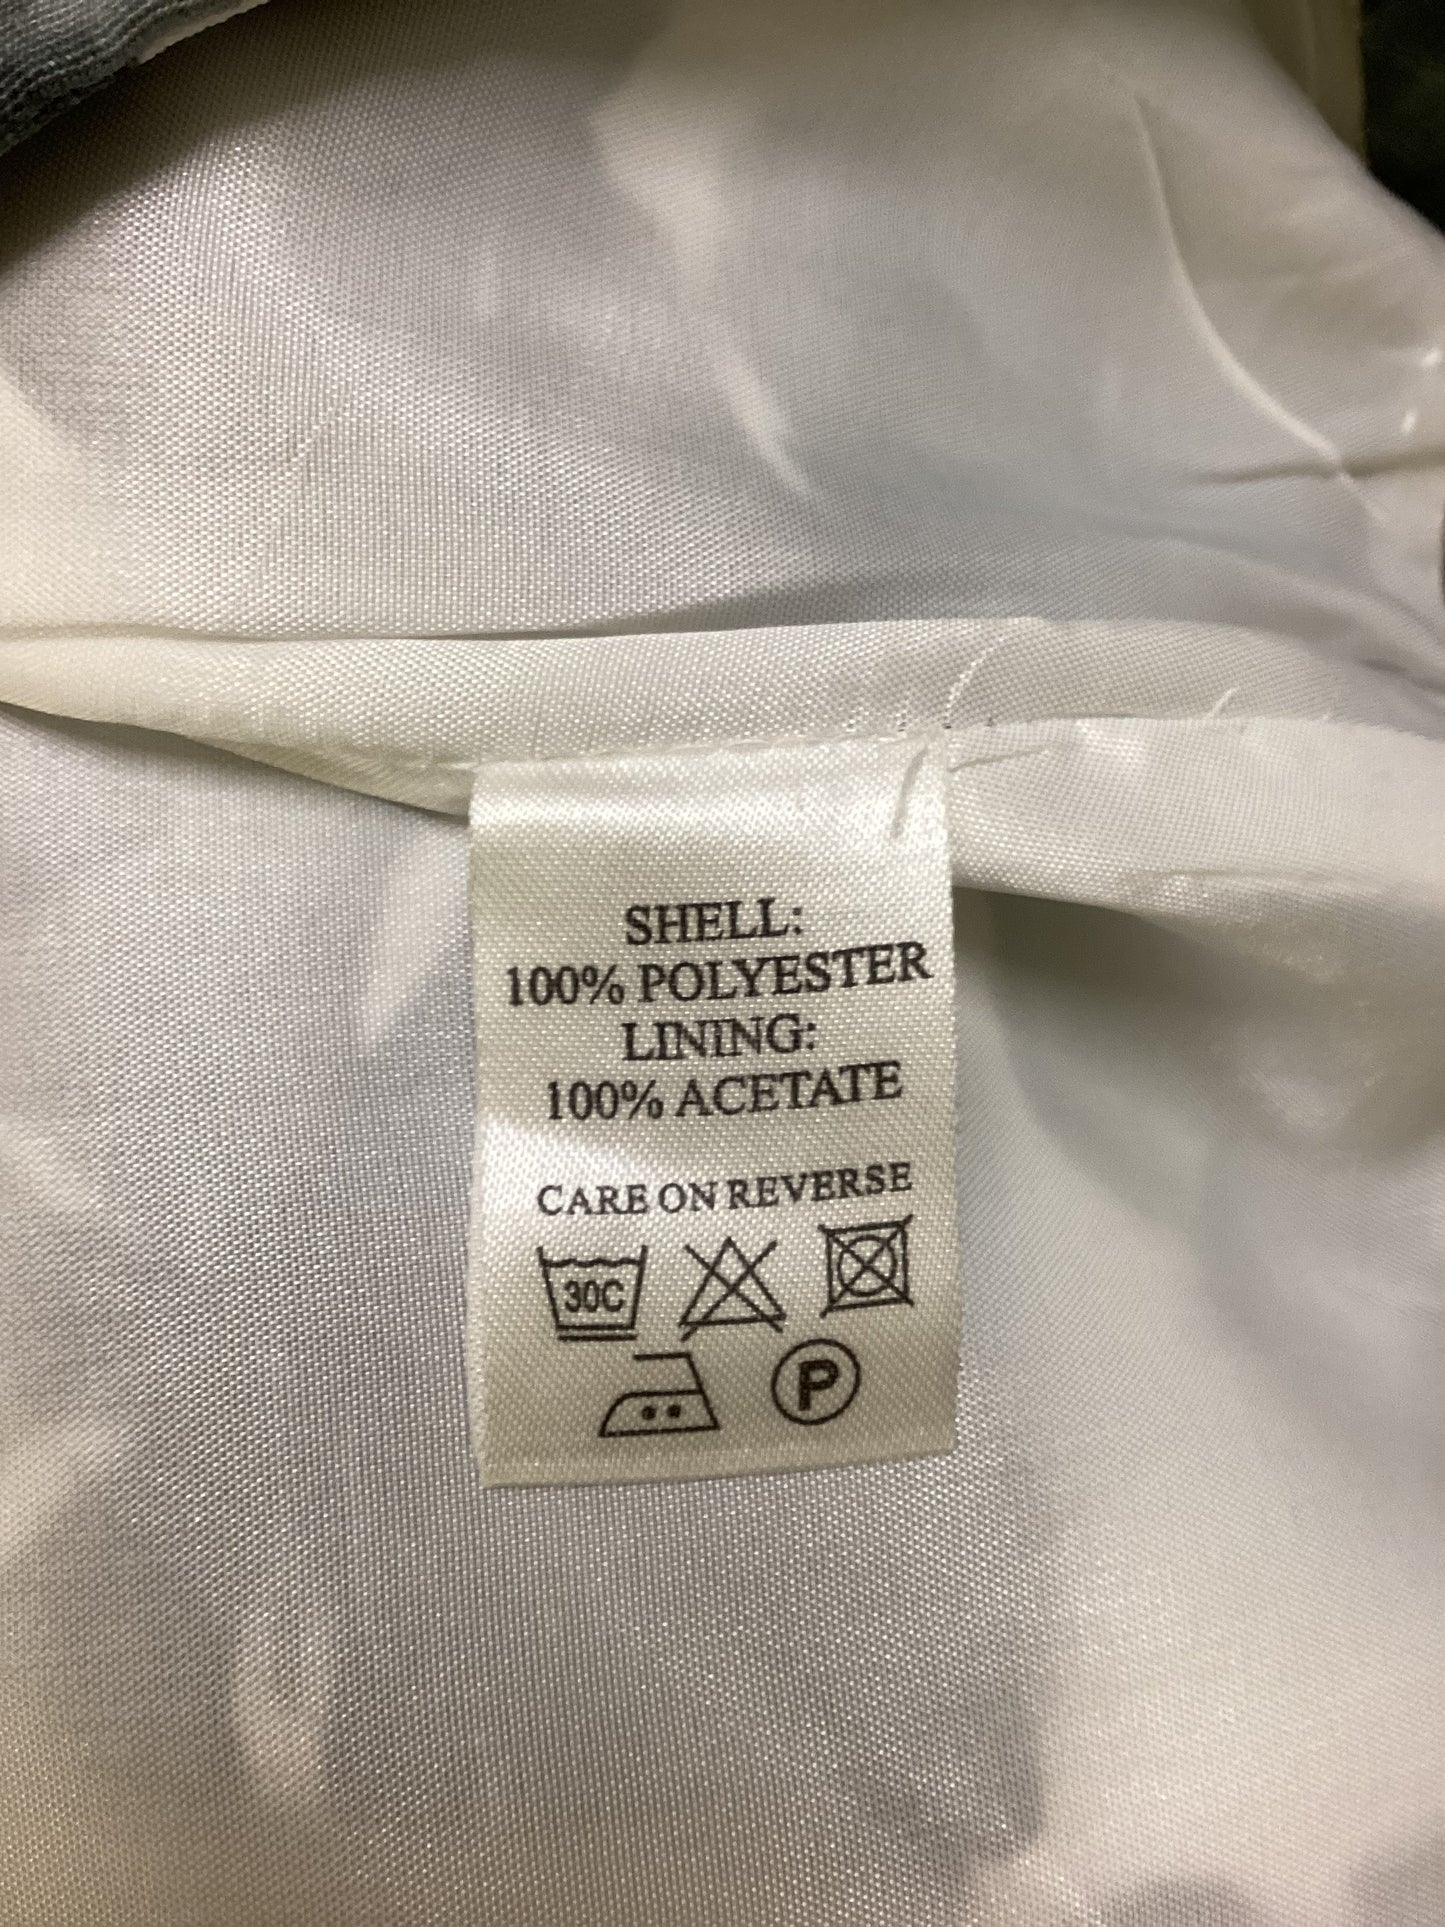 SHELL:
100% POLYESTER
LINING:
100% ACETATE
CARE ON REVERSE
30C
P